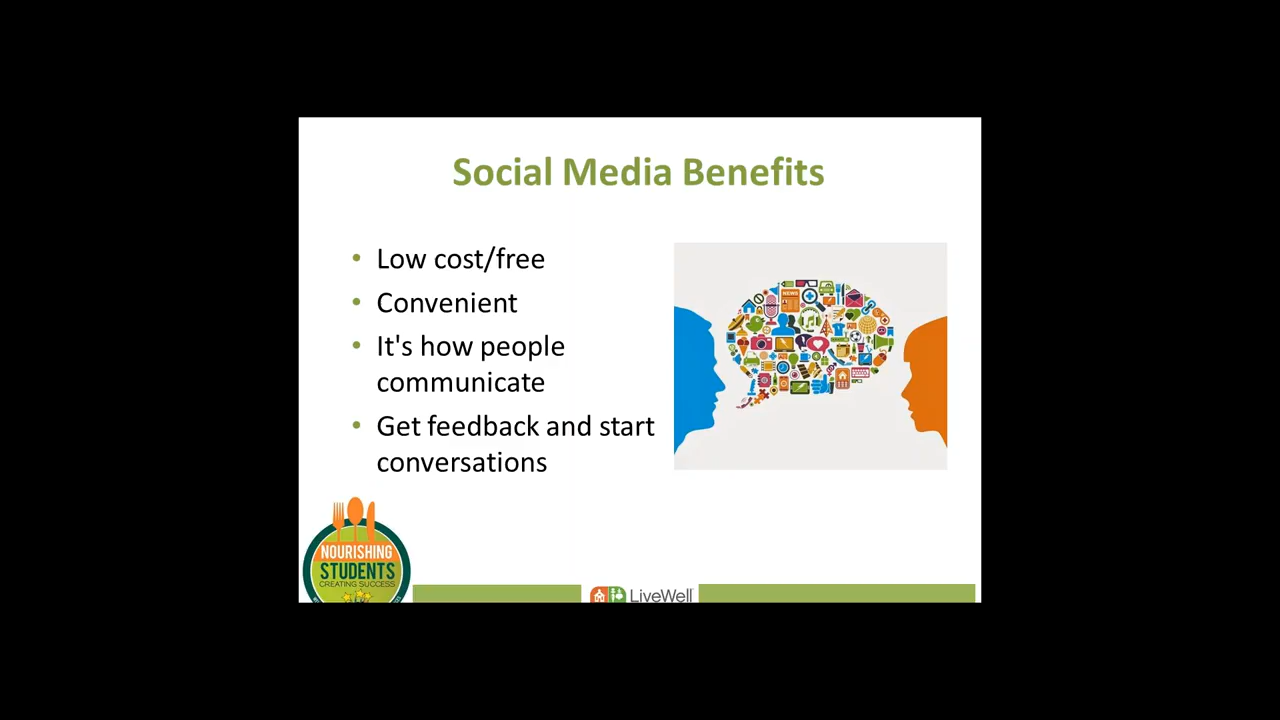 Social Media Benefits
• Low cost/free
• Convenient
• It's how people
communicate
• Get feedback and start
conversations
NEWS
NOURISHING
STUDENTS
CREATING SUCCESS
LiveWell